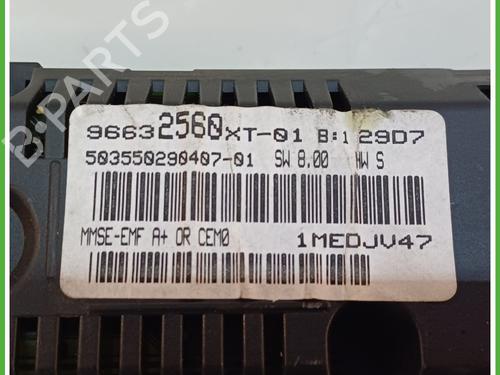 B-PARTS
96632560XT-01 B:1 29D7
503550290407-01 SW 8.00 HW S
MMSE-EMF A+ OR CEM0 1MEDJV47